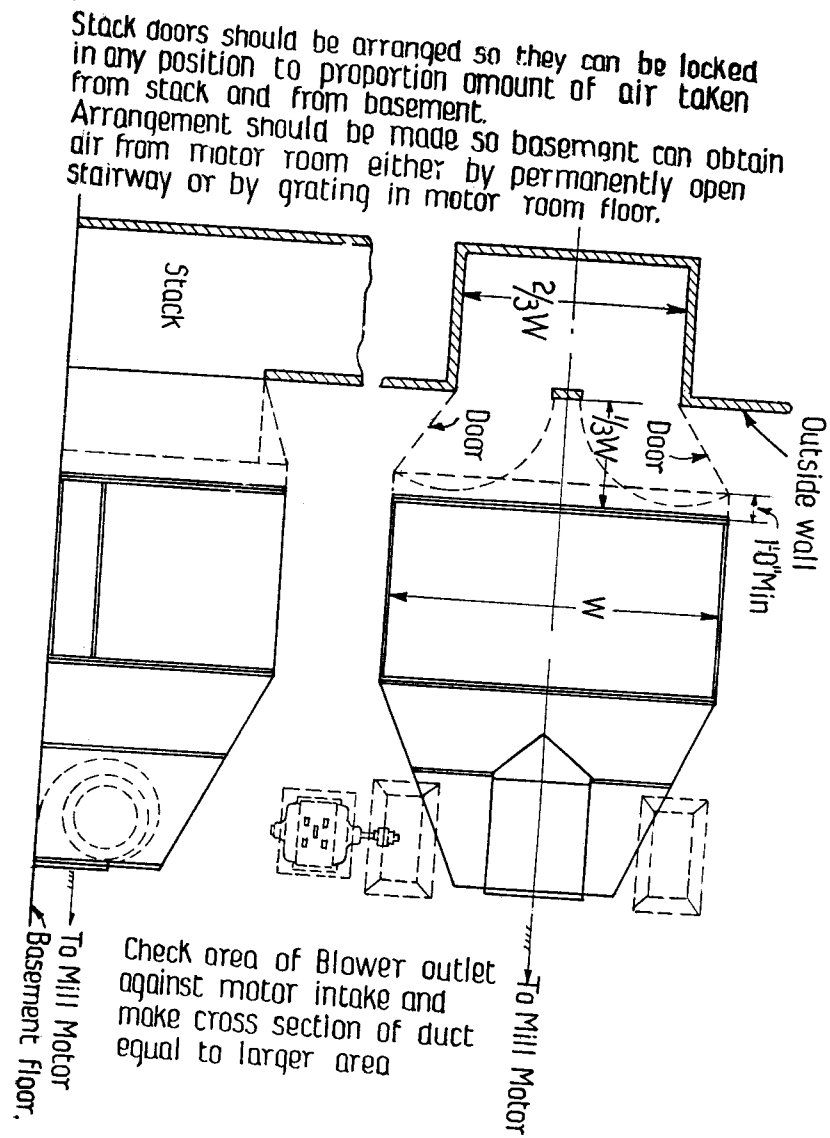 Stack doors should be arranged so they can be locked
in any position to proportion amount of air taken
from stack and from basement.
Arrangement should be made so basement can obtain
air from motor room either by permanently open
stairway or by grating in motor room floor.
Stack
2/3W
Door
1/3W
Door
Outside wall
1'-0" Min
W
Check area of Blower outlet
against motor intake and
make cross section of duct
equal to larger area
To Mill Motor
Basement floor.
To Mill Motor